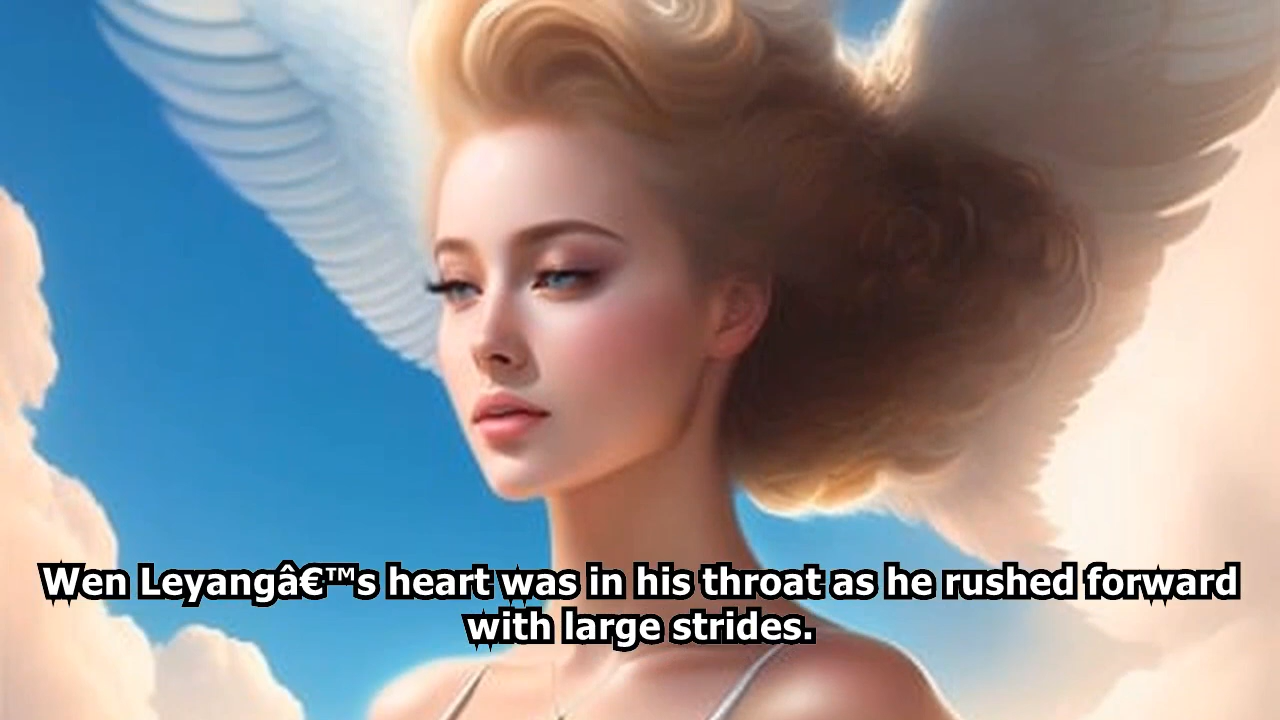 Wen Leyangâ€™s heart was in his throat as he rushed forward
with large strides.